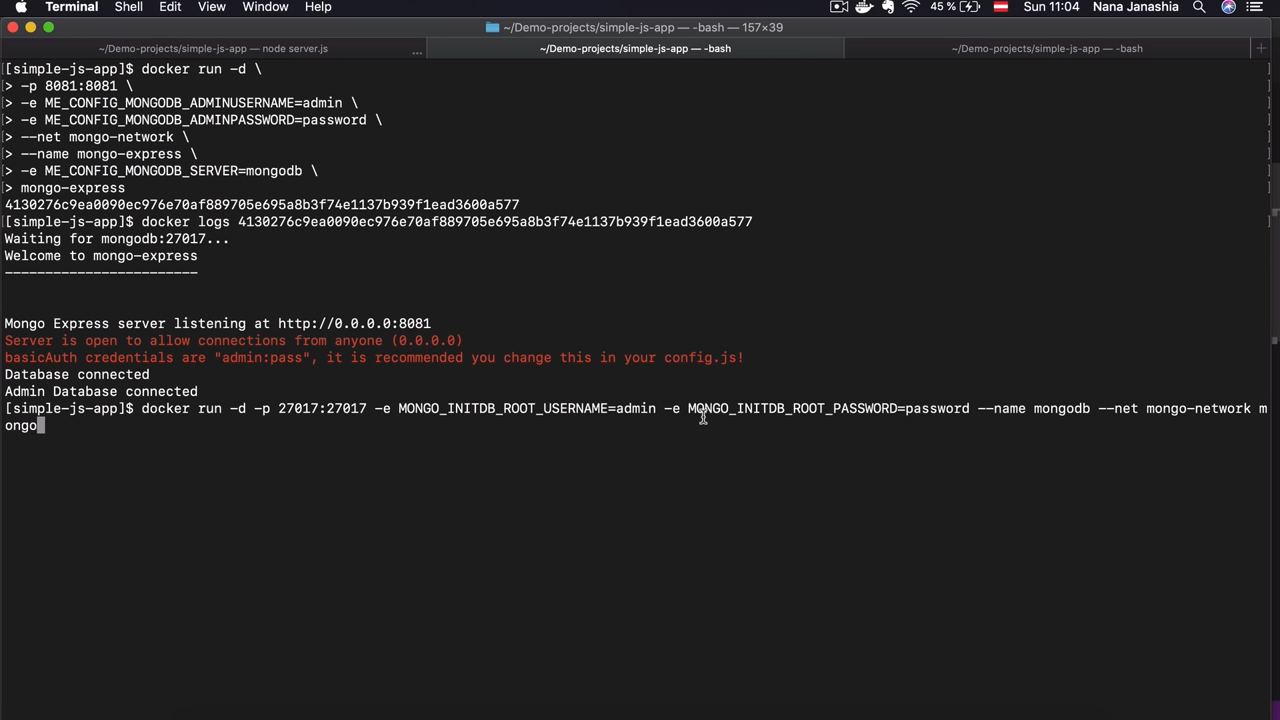 Terminal Shell Edit View Window Help 45 % Sun 11:04 Nana Janashia
~/Demo-projects/simple-js-app — -bash — 157×39
~/Demo-projects/simple-js-app — node server.js ... ~/Demo-projects/simple-js-app — -bash ~/Demo-projects/simple-js-app — -bash +
[[simple-js-app]$ docker run -d \
[> -p 8081:8081 \
[> -e ME_CONFIG_MONGODB_ADMINUSERNAME=admin \
[> -e ME_CONFIG_MONGODB_ADMINPASSWORD=password \
[> --net mongo-network \
[> --name mongo-express \
[> -e ME_CONFIG_MONGODB_SERVER=mongodb \
[> mongo-express
4130276c9ea0090ec976e70af889705e695a8b3f74e1137b939f1ead3600a577
[[simple-js-app]$ docker logs 4130276c9ea0090ec976e70af889705e695a8b3f74e1137b939f1ead3600a577
Waiting for mongodb:27017...
Welcome to mongo-express
------------------------
Mongo Express server listening at http://0.0.0.0:8081
Server is open to allow connections from anyone (0.0.0.0)
basicAuth credentials are "admin:pass", it is recommended you change this in your config.js!
Database connected
Admin Database connected
[simple-js-app]$ docker run -d -p 27017:27017 -e MONGO_INITDB_ROOT_USERNAME=admin -e MONGO_INITDB_ROOT_PASSWORD=password --name mongodb --net mongo-network m
ongo